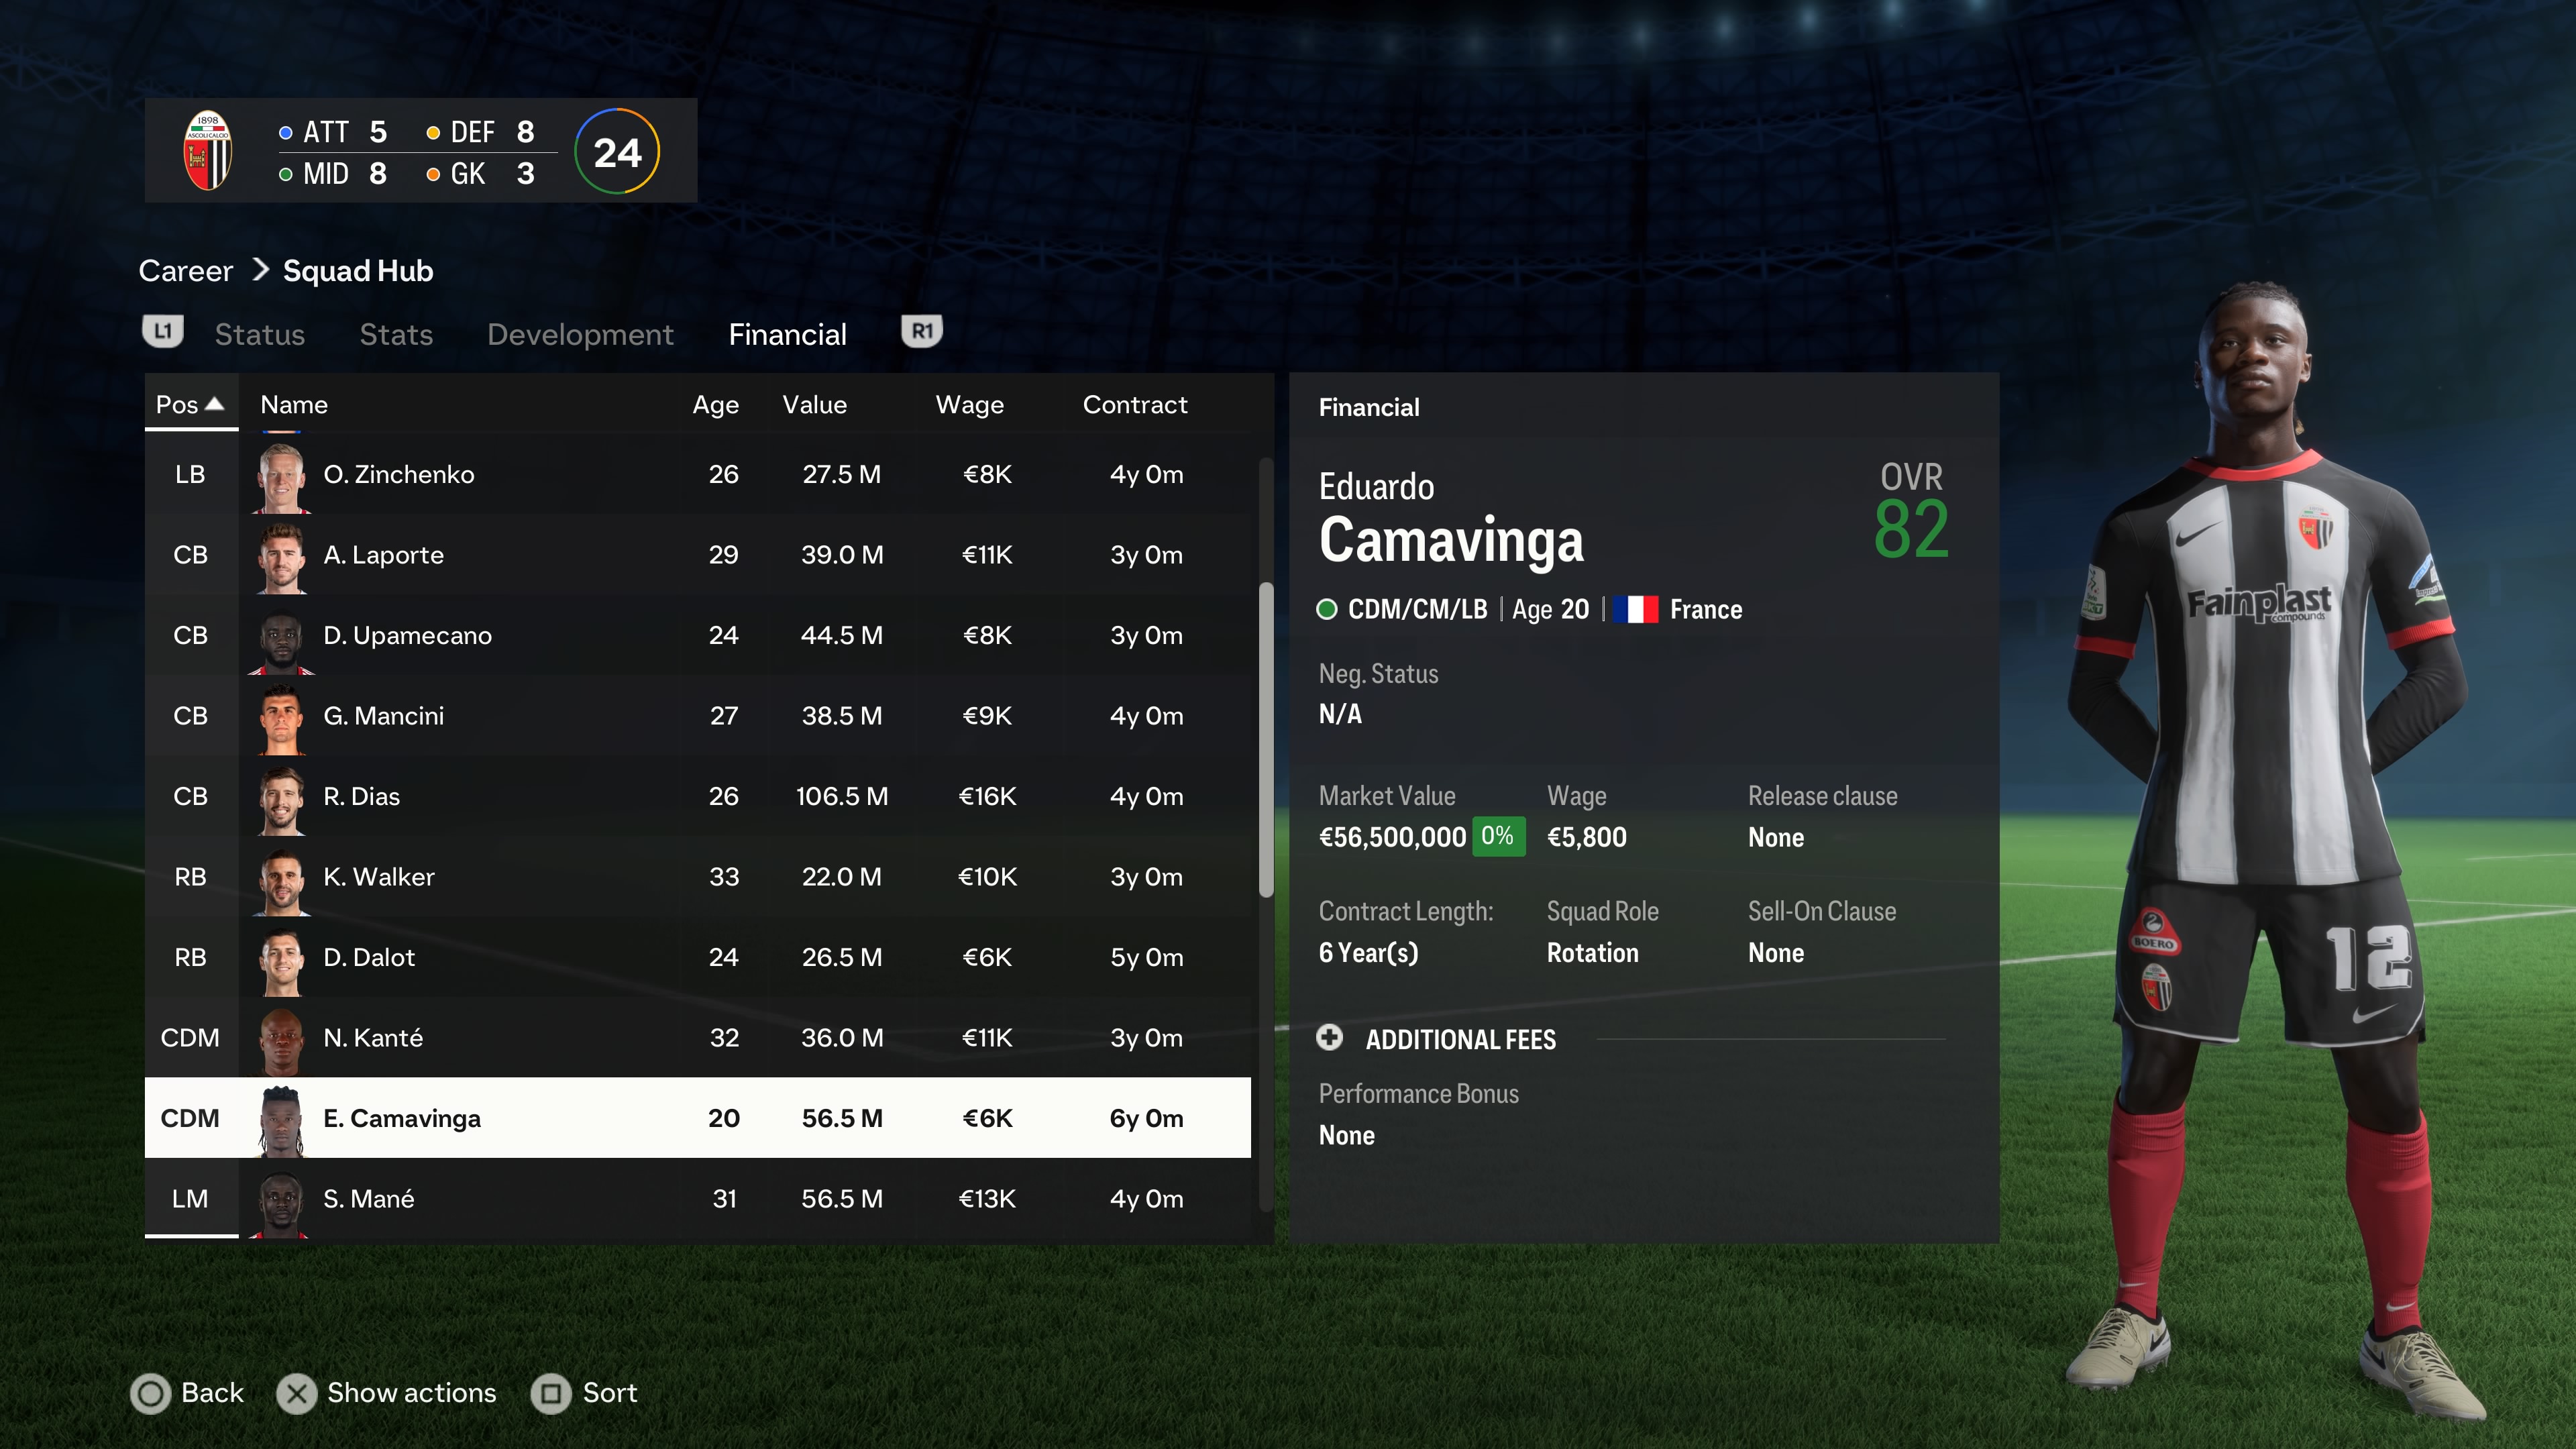 1898
ASCOLI CALCIO
ATT 5 DEF 8
MID 8 GK 3
24
Career > Squad Hub
L1 Status Stats Development Financial R1
Pos Name Age Value Wage Contract
LB O. Zinchenko 26 27.5 M €8K 4y 0m
CB A. Laporte 29 39.0 M €11K 3y 0m
CB D. Upamecano 24 44.5 M €8K 3y 0m
CB G. Mancini 27 38.5 M €9K 4y 0m
CB R. Dias 26 106.5 M €16K 4y 0m
RB K. Walker 33 22.0 M €10K 3y 0m
RB D. Dalot 24 26.5 M €6K 5y 0m
CDM N. Kanté 32 36.0 M €11K 3y 0m
CDM E. Camavinga 20 56.5 M €6K 6y 0m
LM S. Mané 31 56.5 M €13K 4y 0m
Financial
Eduardo
Camavinga
OVR
82
CDM/CM/LB | Age 20 | France
Neg. Status
N/A
Market Value Wage Release clause
€56,500,000 0% €5,800 None
Contract Length: Squad Role Sell-On Clause
6 Year(s) Rotation None
ADDITIONAL FEES
Performance Bonus
None
Fainplast
compounds
BOERO
12
Back Show actions Sort